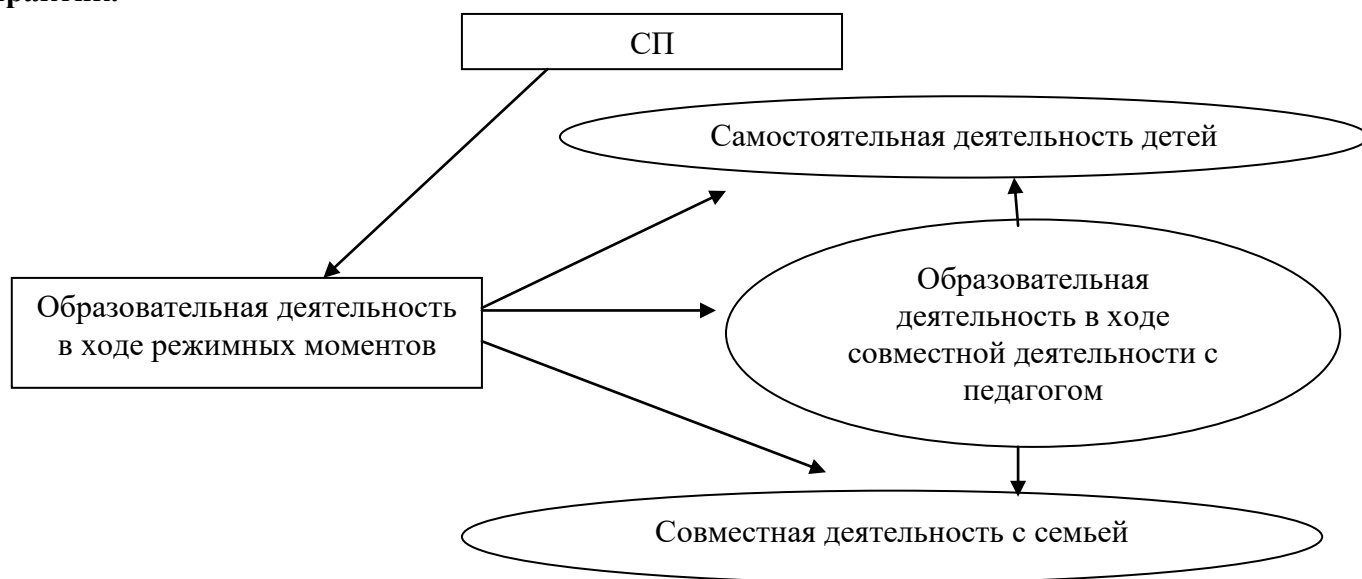 СП
Самостоятельная деятельность детей
Образовательная деятельность
в ходе режимных моментов
Образовательная
деятельность в ходе
совместной деятельности с
педагогом
Совместная деятельность с семьей